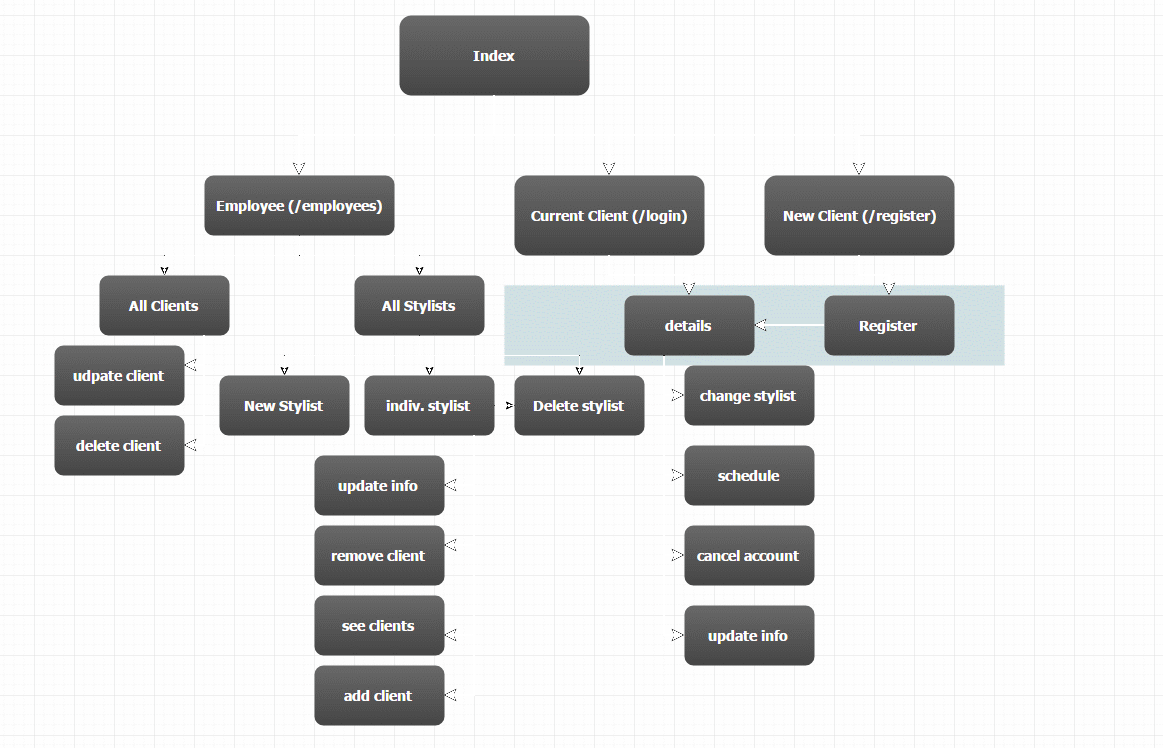 Index
Employee (/employees)
Current Client (/login)
New Client (/register)
All Clients
All Stylists
details
Register
udpate client
New Stylist
indiv. stylist
Delete stylist
change stylist
delete client
update info
schedule
remove client
cancel account
see clients
update info
add client